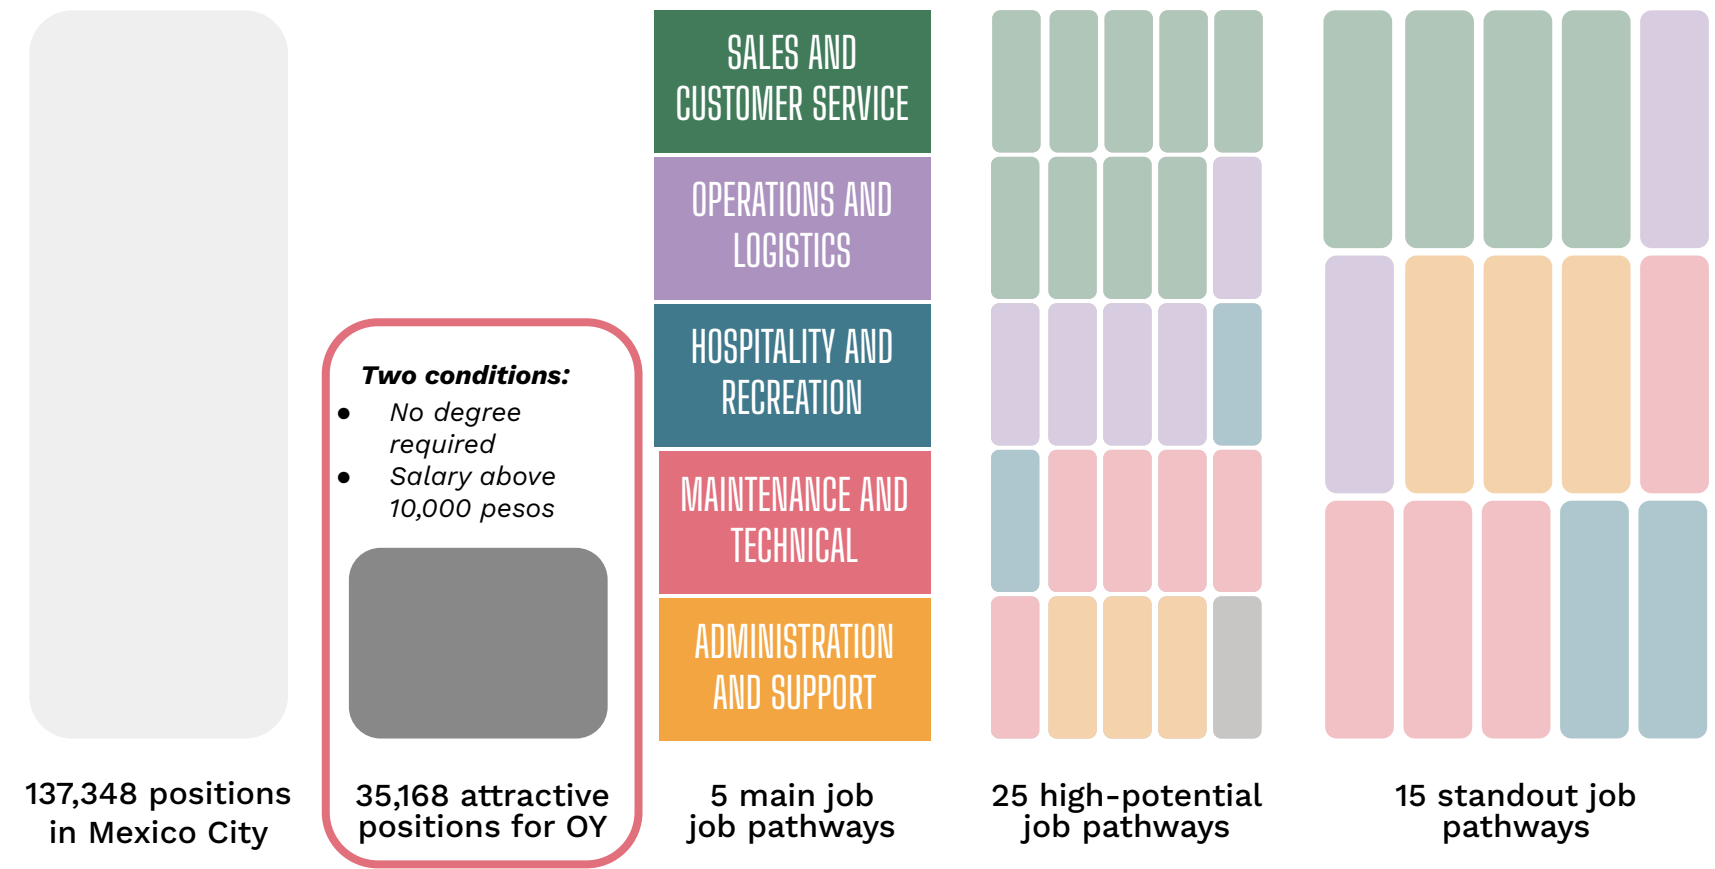 SALES AND
CUSTOMER SERVICE
OPERATIONS AND
LOGISTICS
HOSPITALITY AND
RECREATION
MAINTENANCE AND
TECHNICAL
ADMINISTRATION
AND SUPPORT
Two conditions:
● No degree
required
● Salary above
10,000 pesos
137,348 positions
in Mexico City
35,168 attractive
positions for OY
5 main job
job pathways
25 high-potential
job pathways
15 standout job
pathways